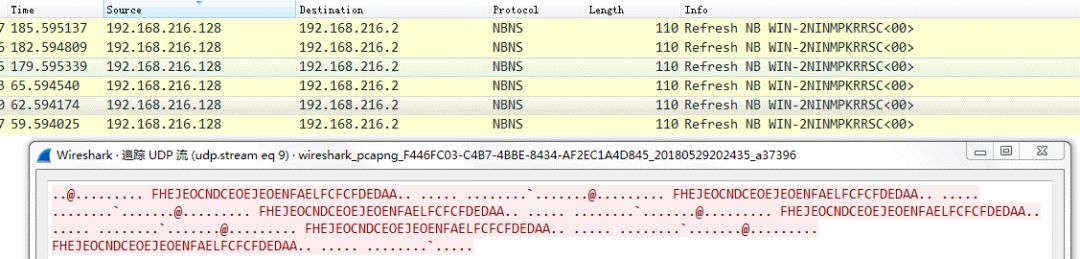 Time Source Destination Protocol Length Info
7 185.595137 192.168.216.128 192.168.216.2 NBNS 110 Refresh NB WIN-2NINMPKRRSC<00>
6 182.594809 192.168.216.128 192.168.216.2 NBNS 110 Refresh NB WIN-2NINMPKRRSC<00>
179.595339 192.168.216.128 192.168.216.2 NBNS 110 Refresh NB WIN-2NINMPKRRSC<00>
65.594540 192.168.216.128 192.168.216.2 NBNS 110 Refresh NB WIN-2NINMPKRRSC<00>
62.594174 192.168.216.128 192.168.216.2 NBNS 110 Refresh NB WIN-2NINMPKRRSC<00>
7 59.594025 192.168.216.128 192.168.216.2 NBNS 110 Refresh NB WIN-2NINMPKRRSC<00>
Wireshark · 追踪 UDP 流 (udp.stream eq 9) · wireshark_pcapng_F446FC03-C4B7-4BBE-8434-AF2EC1A4D845_20180529202435_a37396
..@......... FHEJEOCNDCEOEJEOENFAELFCFCFDEDAA.. ..... ........`.......@......... FHEJEOCNDCEOEJEOENFAELFCFCFDEDAA.. .....
........`.......@......... FHEJEOCNDCEOEJEOENFAELFCFCFDEDAA.. ..... ........`.......@......... FHEJEOCNDCEOEJEOENFAELFCFCFDEDAA..
..... ........`.......@......... FHEJEOCNDCEOEJEOENFAELFCFCFDEDAA.. ..... ........`.......@.........
FHEJEOCNDCEOEJEOENFAELFCFCFDEDAA.. ..... ........`.....